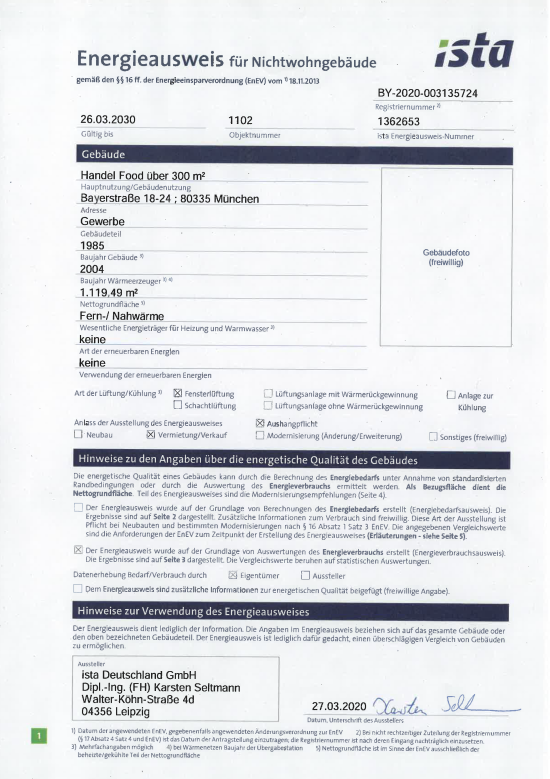 Energieausweis für Nichtwohngebäude
ista
gemäß den §§ 16 ff. der Energieeinsparverordnung (EnEV) vom ¹⁾ 18.11.2013
BY-2020-003135724
Registriernummer ²⁾
26.03.2030 1102 1362653
Gültig bis Objektnummer ista Energieausweis-Nummer
Gebäude
Handel Food über 300 m²
Hauptnutzung/Gebäudenutzung
Bayerstraße 18-24 ; 80335 München
Adresse
Gewerbe
Gebäudeteil
1985
Baujahr Gebäude ³⁾
2004
Baujahr Wärmeerzeuger ³⁾ ⁴⁾
1.119,49 m²
Nettogrundfläche ⁵⁾
Fern-/ Nahwärme
Wesentliche Energieträger für Heizung und Warmwasser ³⁾
keine
Art der erneuerbaren Energien
keine
Verwendung der erneuerbaren Energien
Gebäudefoto
(freiwillig)
Art der Lüftung/Kühlung ³⁾ ☒ Fensterlüftung ☐ Lüftungsanlage mit Wärmerückgewinnung ☐ Anlage zur
☐ Schachtlüftung ☐ Lüftungsanlage ohne Wärmerückgewinnung Kühlung
Anlass der Ausstellung des Energieausweises ☒ Aushangpflicht
☐ Neubau ☒ Vermietung/Verkauf ☐ Modernisierung (Änderung/Erweiterung) ☐ Sonstiges (freiwillig)
Hinweise zu den Angaben über die energetische Qualität des Gebäudes
Die energetische Qualität eines Gebäudes kann durch die Berechnung des Energiebedarfs unter Annahme von standardisierten
Randbedingungen oder durch die Auswertung des Energieverbrauchs ermittelt werden. Als Bezugsfläche dient die
Nettogrundfläche. Teil des Energieausweises sind die Modernisierungsempfehlungen (Seite 4).
☐ Der Energieausweis wurde auf der Grundlage von Berechnungen des Energiebedarfs erstellt (Energiebedarfsausweis). Die
Ergebnisse sind auf Seite 2 dargestellt. Zusätzliche Informationen zum Verbrauch sind freiwillig. Diese Art der Ausstellung ist
Pflicht bei Neubauten und bestimmten Modernisierungen nach § 16 Absatz 1 Satz 3 EnEV. Die angegebenen Vergleichswerte
sind die Anforderungen der EnEV zum Zeitpunkt der Erstellung des Energieausweises (Erläuterungen - siehe Seite 5).
☒ Der Energieausweis wurde auf der Grundlage von Auswertungen des Energieverbrauchs erstellt (Energieverbrauchsausweis).
Die Ergebnisse sind auf Seite 3 dargestellt. Die Vergleichswerte beruhen auf statistischen Auswertungen.
Datenerhebung Bedarf/Verbrauch durch ☒ Eigentümer ☐ Aussteller
☐ Dem Energieausweis sind zusätzliche Informationen zur energetischen Qualität beigefügt (freiwillige Angabe).
Hinweise zur Verwendung des Energieausweises
Der Energieausweis dient lediglich der Information. Die Angaben im Energieausweis beziehen sich auf das gesamte Gebäude oder
den oben bezeichneten Gebäudeteil. Der Energieausweis ist lediglich dafür gedacht, einen überschlägigen Vergleich von Gebäuden
zu ermöglichen.
Aussteller
ista Deutschland GmbH
Dipl.-Ing. (FH) Karsten Seltmann
Walter-Köhn-Straße 4d
04356 Leipzig
27.03.2020
Datum, Unterschrift des Ausstellers
1
1) Datum der angewendeten EnEV, gegebenenfalls angewendeten Änderungsverordnung zur EnEV 2) Bei nicht rechtzeitiger Zuteilung der Registriernummer
(§ 17 Absatz 4 Satz 4 und 5 EnEV) ist das Datum der Antragstellung einzutragen; die Registriernummer ist nach deren Eingang nachträglich einzusetzen.
3) Mehrfachangaben möglich 4) bei Wärmenetzen Baujahr der Übergabestation 5) Nettogrundfläche ist im Sinne der EnEV ausschließlich der
beheizte/gekühlte Teil der Nettogrundfläche